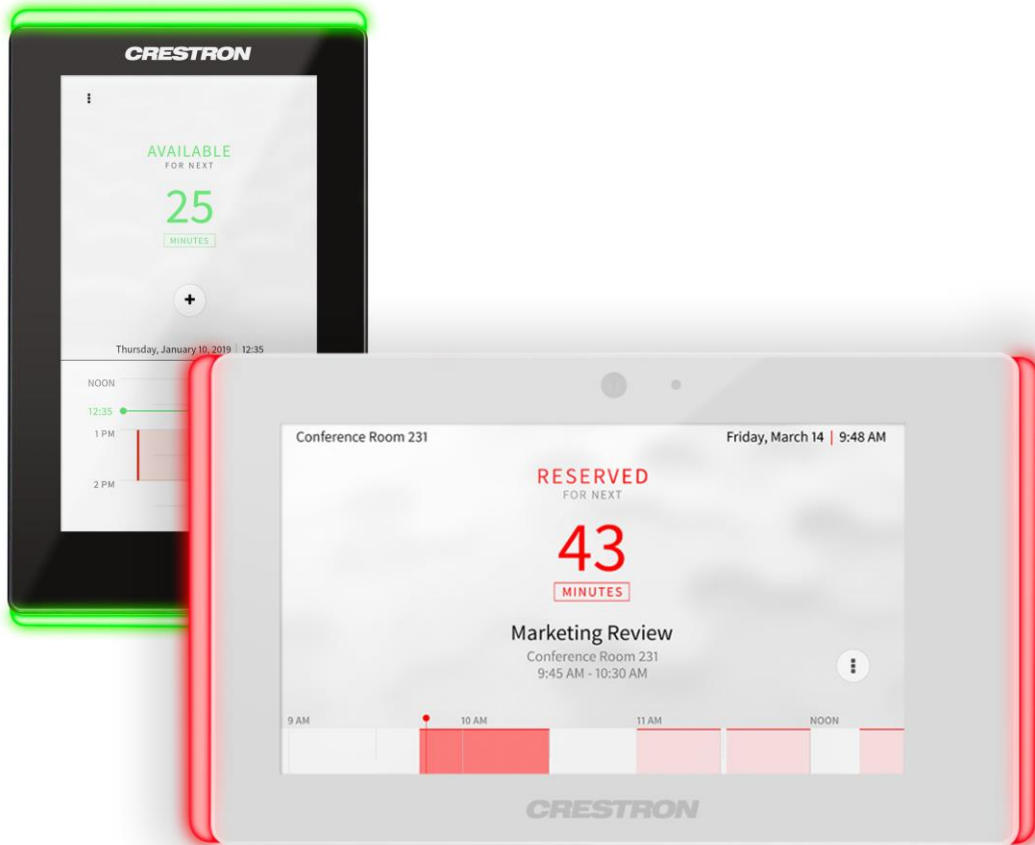 CRESTRON
AVAILABLE
FOR NEXT
25
MINUTES
+
Thursday, January 10, 2019 | 12:35
NOON
12:35
1 PM
2 PM
Conference Room 231
Friday, March 14 | 9:48 AM
RESERVED
FOR NEXT
43
MINUTES
Marketing Review
Conference Room 231
9:45 AM - 10:30 AM
9 AM 10 AM 11 AM NOON
CRESTRON